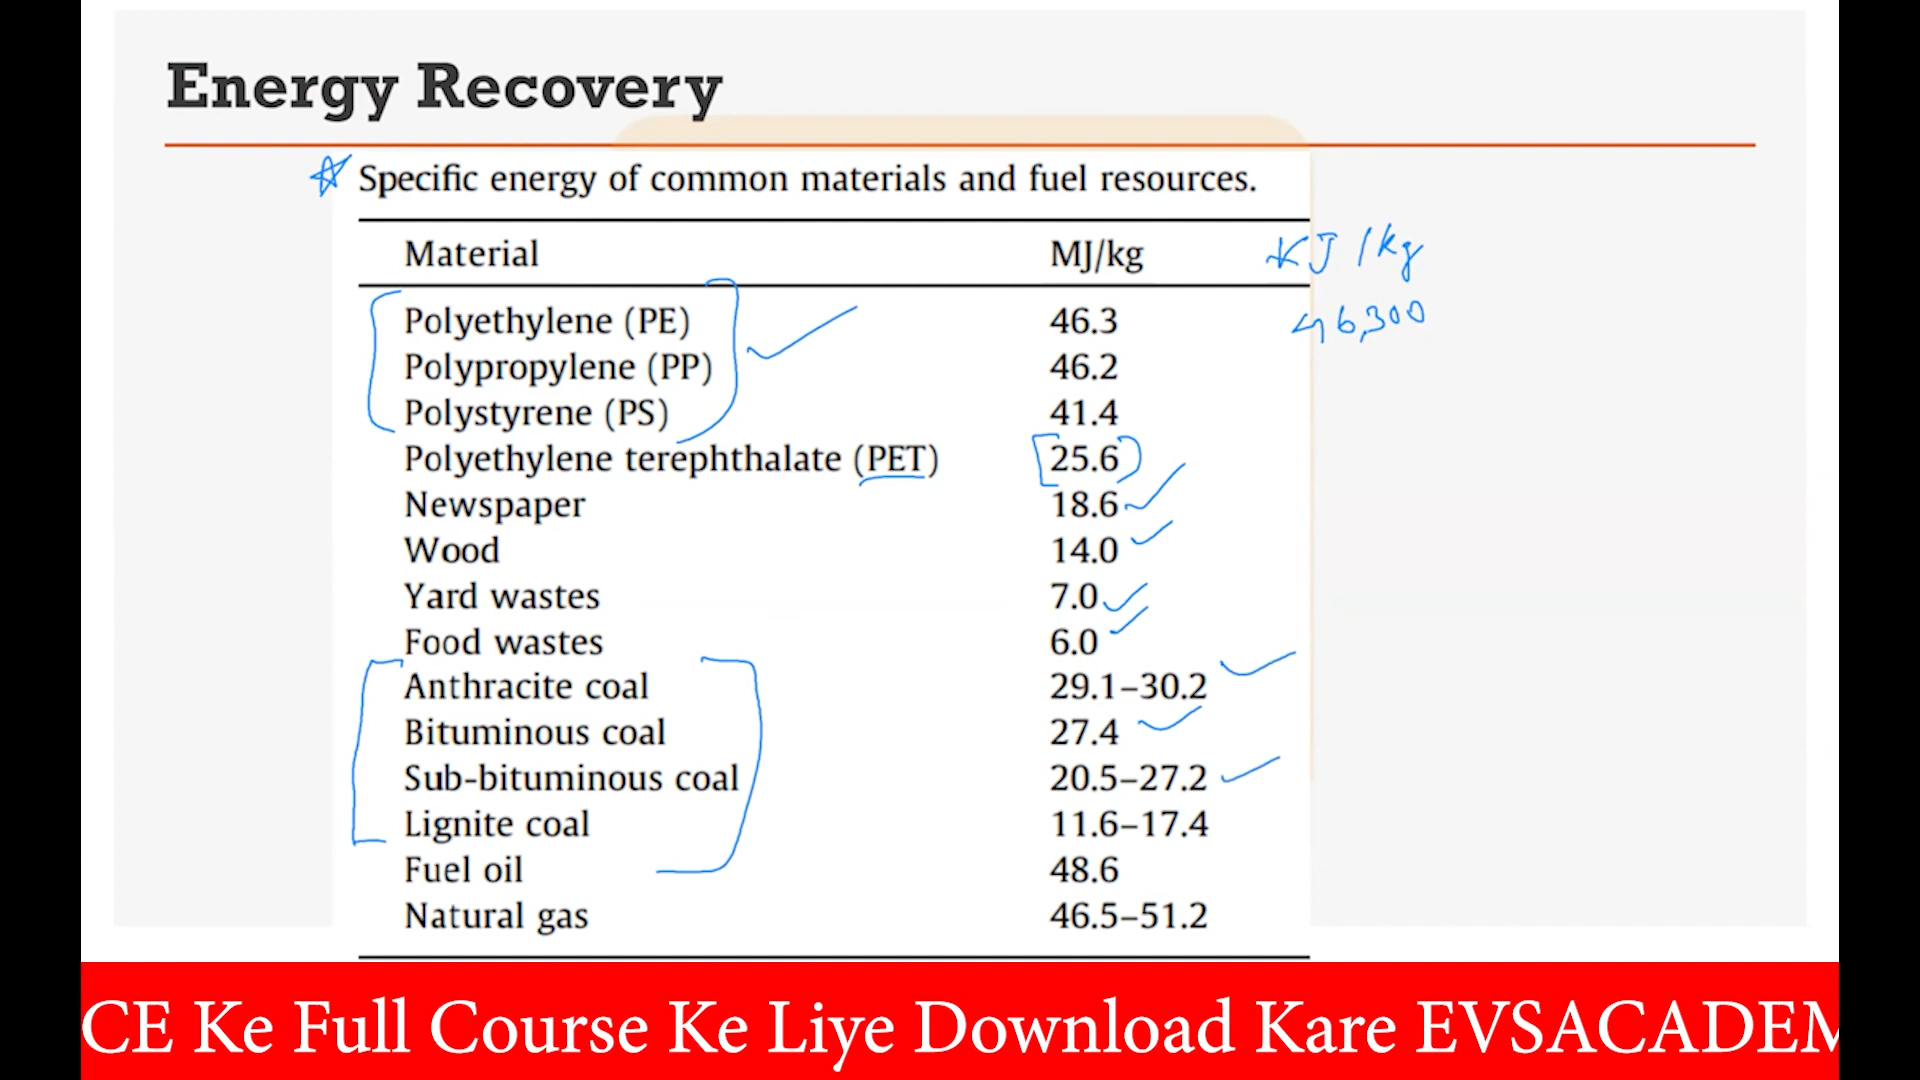 Energy Recovery
Specific energy of common materials and fuel resources.
Material MJ/kg KJ/kg
Polyethylene (PE) 46.3 46,300
Polypropylene (PP) 46.2
Polystyrene (PS) 41.4
Polyethylene terephthalate (PET) 25.6
Newspaper 18.6
Wood 14.0
Yard wastes 7.0
Food wastes 6.0
Anthracite coal 29.1–30.2
Bituminous coal 27.4
Sub-bituminous coal 20.5–27.2
Lignite coal 11.6–17.4
Fuel oil 48.6
Natural gas 46.5–51.2
CE Ke Full Course Ke Liye Download Kare EVSACADEM